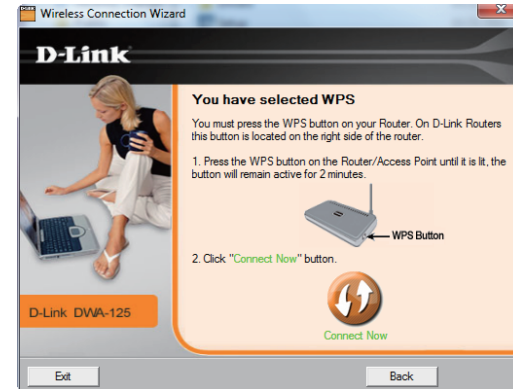 Wireless Connection Wizard
D-Link
You have selected WPS
You must press the WPS button on your Router. On D-Link Routers
this button is located on the right side of the router.
1. Press the WPS button on the Router/Access Point until it is lit, the
button will remain active for 2 minutes.
WPS Button
2. Click "Connect Now" button.
D-Link DWA-125
Connect Now
Exit
Back